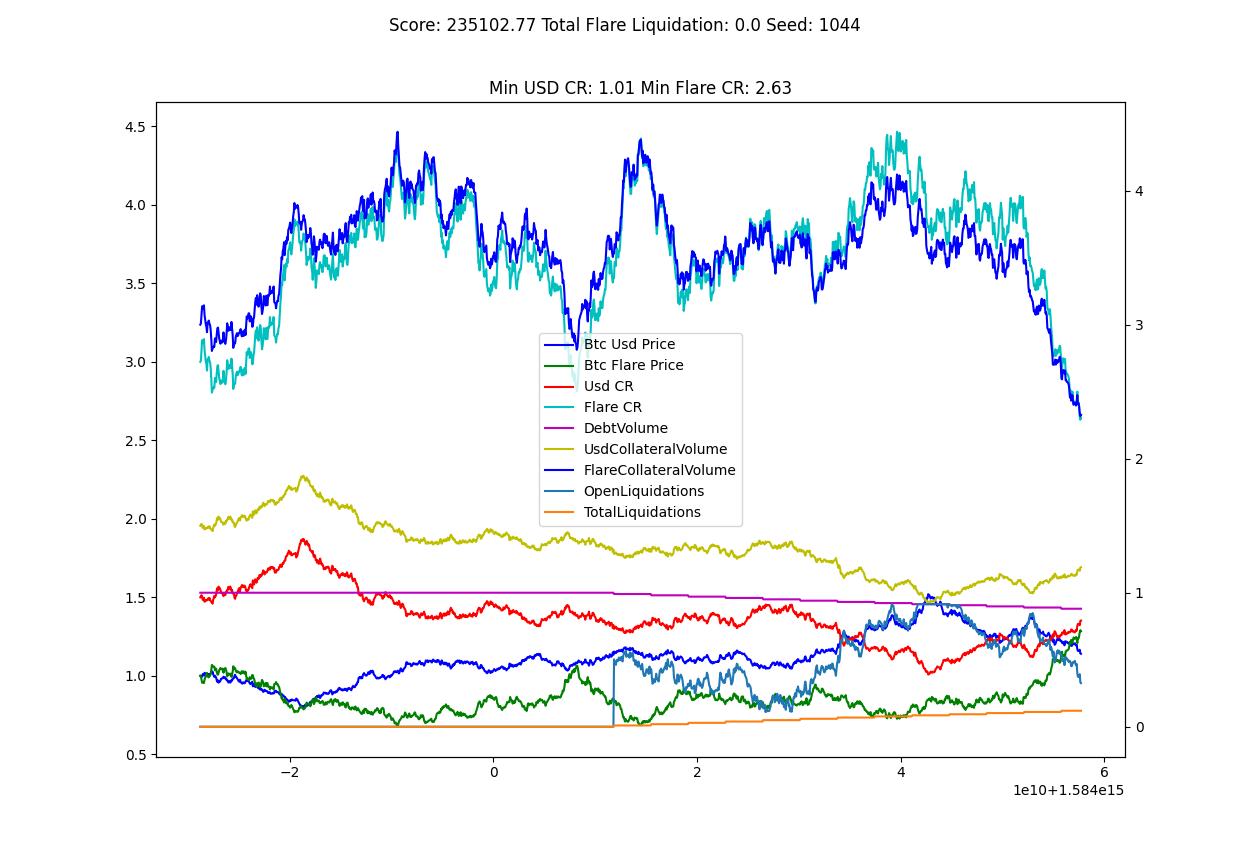 Score: 235102.77 Total Flare Liquidation: 0.0 Seed: 1044
Min USD CR: 1.01 Min Flare CR: 2.63
4.5
4.0
3.5
3.0
2.5
2.0
1.5
1.0
0.5
4
3
2
1
0
Btc Usd Price
Btc Flare Price
Usd CR
Flare CR
DebtVolume
UsdCollateralVolume
FlareCollateralVolume
OpenLiquidations
TotalLiquidations
−2 0 2 4 6
1e10+1.584e15